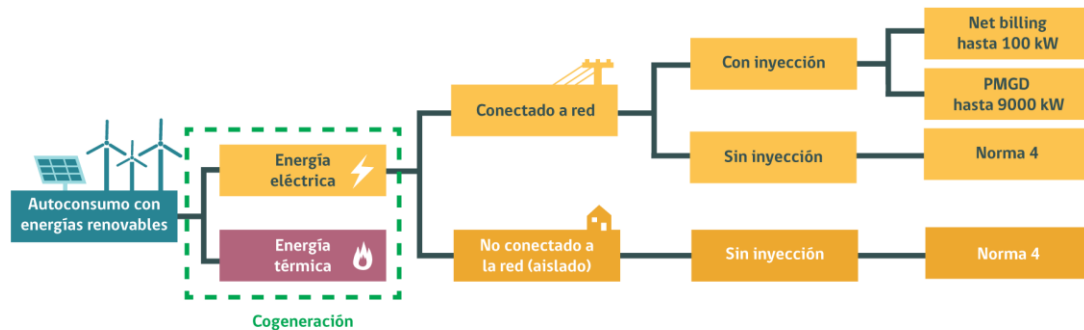 Autoconsumo con
energías renovables
Energía
eléctrica
Energía
térmica
Cogeneración
Conectado a red
No conectado a
la red (aislado)
Con inyección
Sin inyección
Sin inyección
Net billing
hasta 100 kW
PMGD
hasta 9000 kW
Norma 4
Norma 4